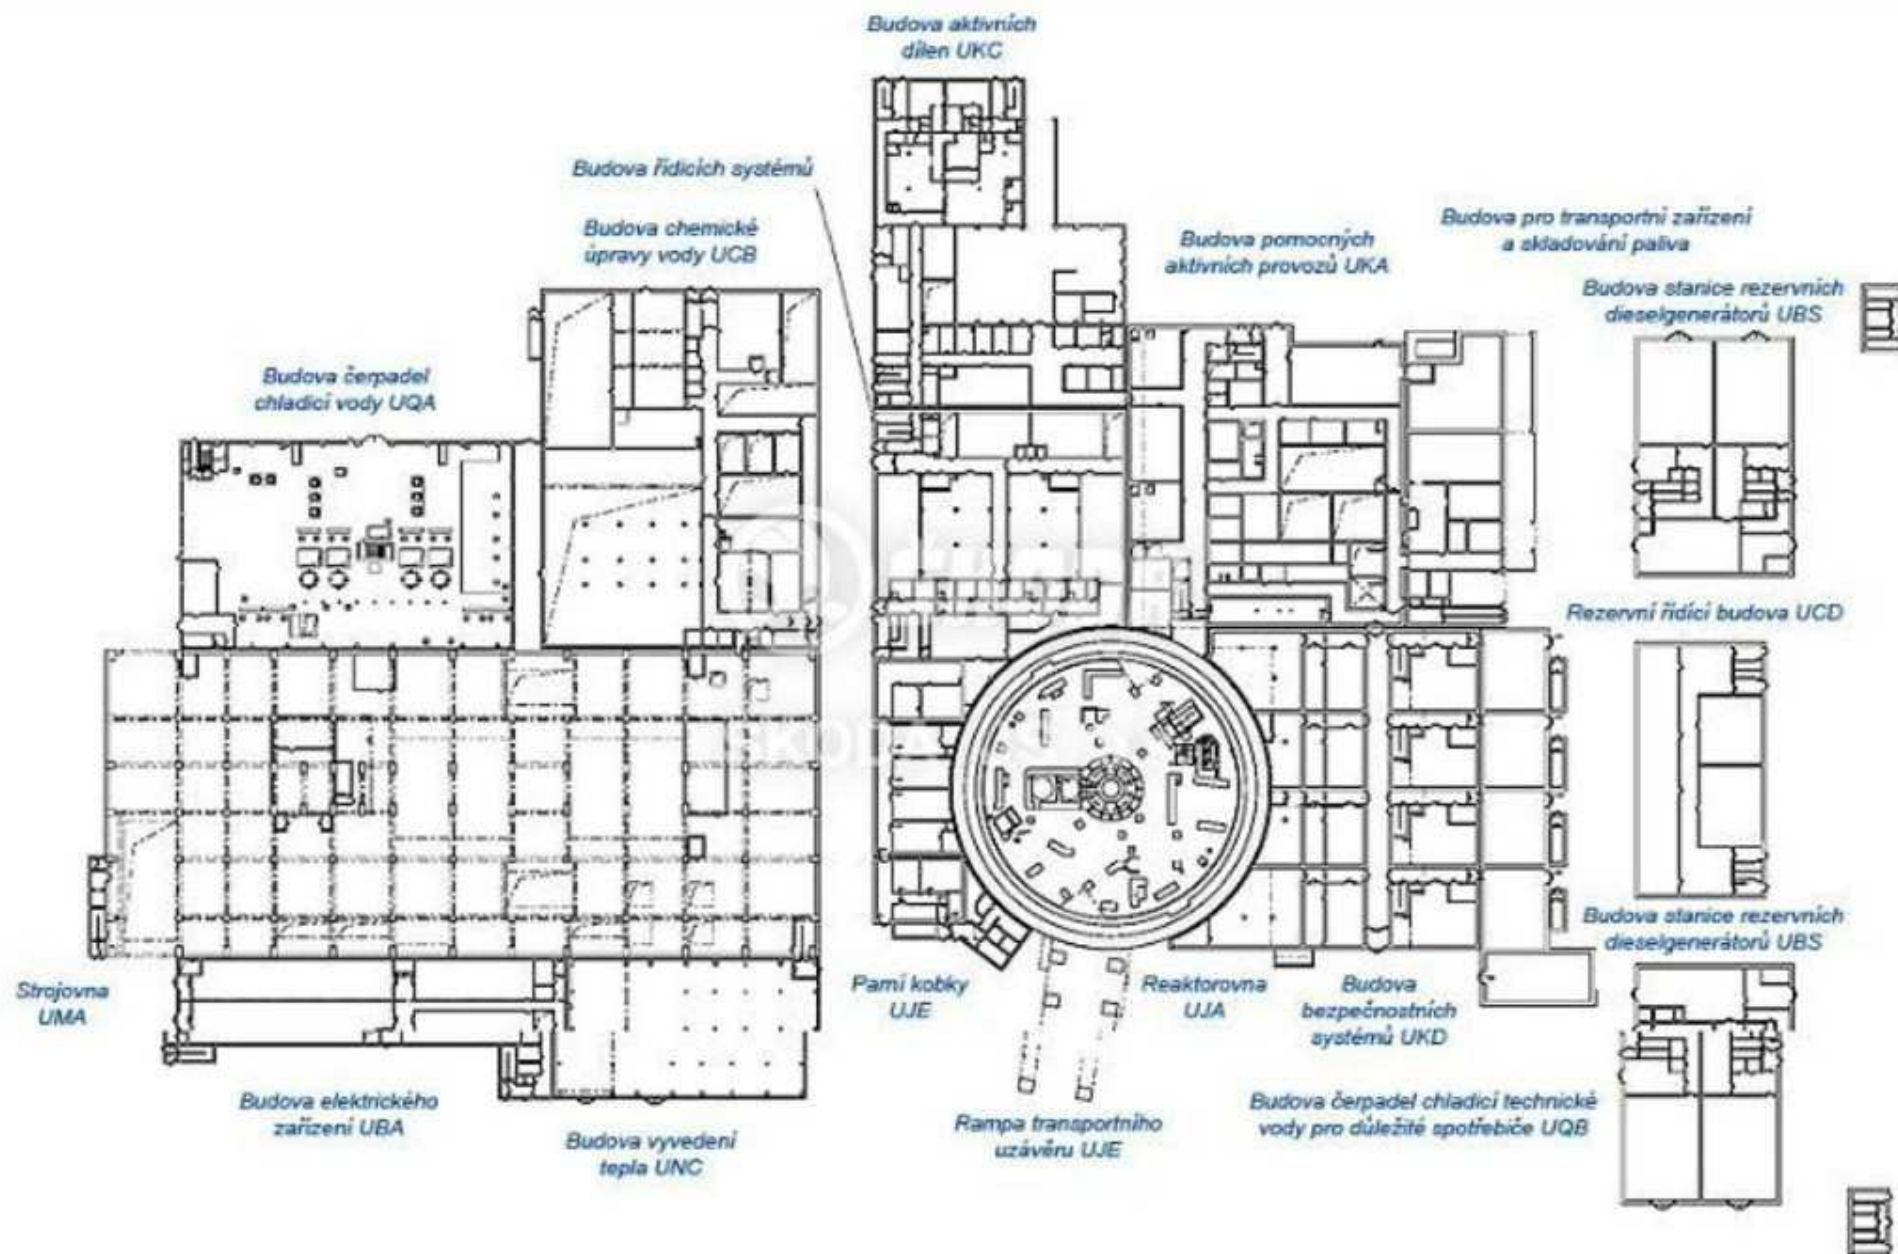 Budova aktivních
dílen UKC
Budova řídicích systémů
Budova chemické
úpravy vody UCB
Budova pomocných
aktivních provozů UKA
Budova pro transportní zařízení
a skladování paliva
Budova stanice rezervních
dieselgenerátorů UBS
Budova čerpadel
chladicí vody UQA
Rezervní řídící budova UCD
ŠKODA
Budova stanice rezervních
dieselgenerátorů UBS
Strojovna
UMA
Parní kobky
UJE
Reaktorovna
UJA
Budova
bezpečnostních
systémů UKD
Budova elektrického
zařízení UBA
Budova vyvedení
tepla UNC
Rampa transportního
uzávěru UJE
Budova čerpadel chladicí technické
vody pro důležité spotřebiče UQB